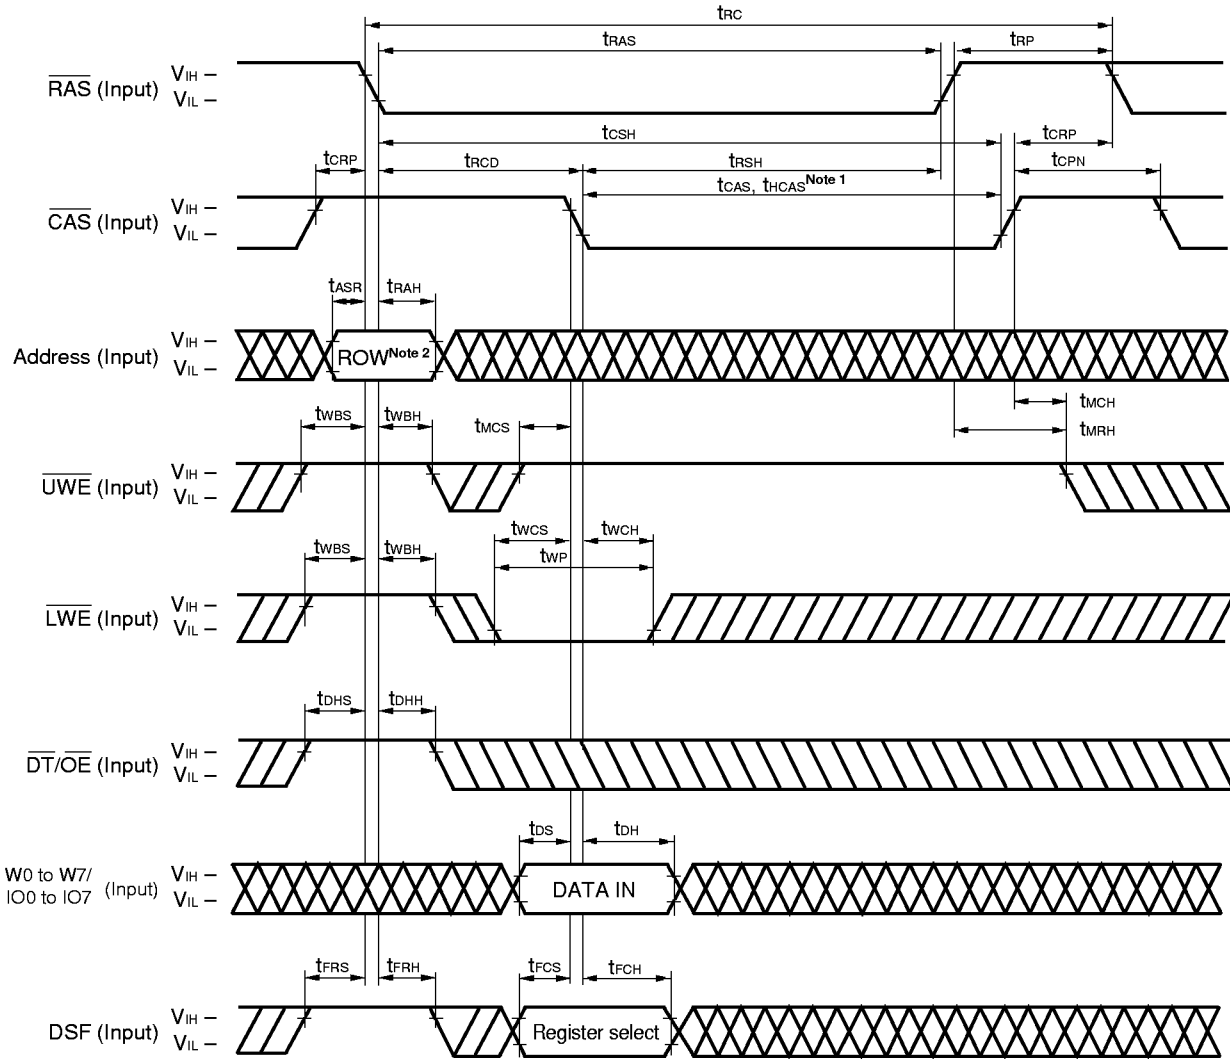 tRC
tRAS
tRP
RAS (Input)
VIH –
VIL –
tCSH
tCRP
tCRP
tRCD
tRSH
tCPN
tCAS, tHCAS Note 1
CAS (Input)
VIH –
VIL –
tASR
tRAH
Address (Input)
VIH –
VIL –
ROW Note 2
tMCH
tWBS
tWBH
tMCS
tMRH
UWE (Input)
VIH –
VIL –
tWCS
tWCH
tWBS
tWBH
tWP
LWE (Input)
VIH –
VIL –
tDHS
tDHH
DT/OE (Input)
VIH –
VIL –
tDS
tDH
W0 to W7/
IO0 to IO7 (Input)
VIH –
VIL –
DATA IN
tFRS
tFRH
tFCS
tFCH
DSF (Input)
VIH –
VIL –
Register select